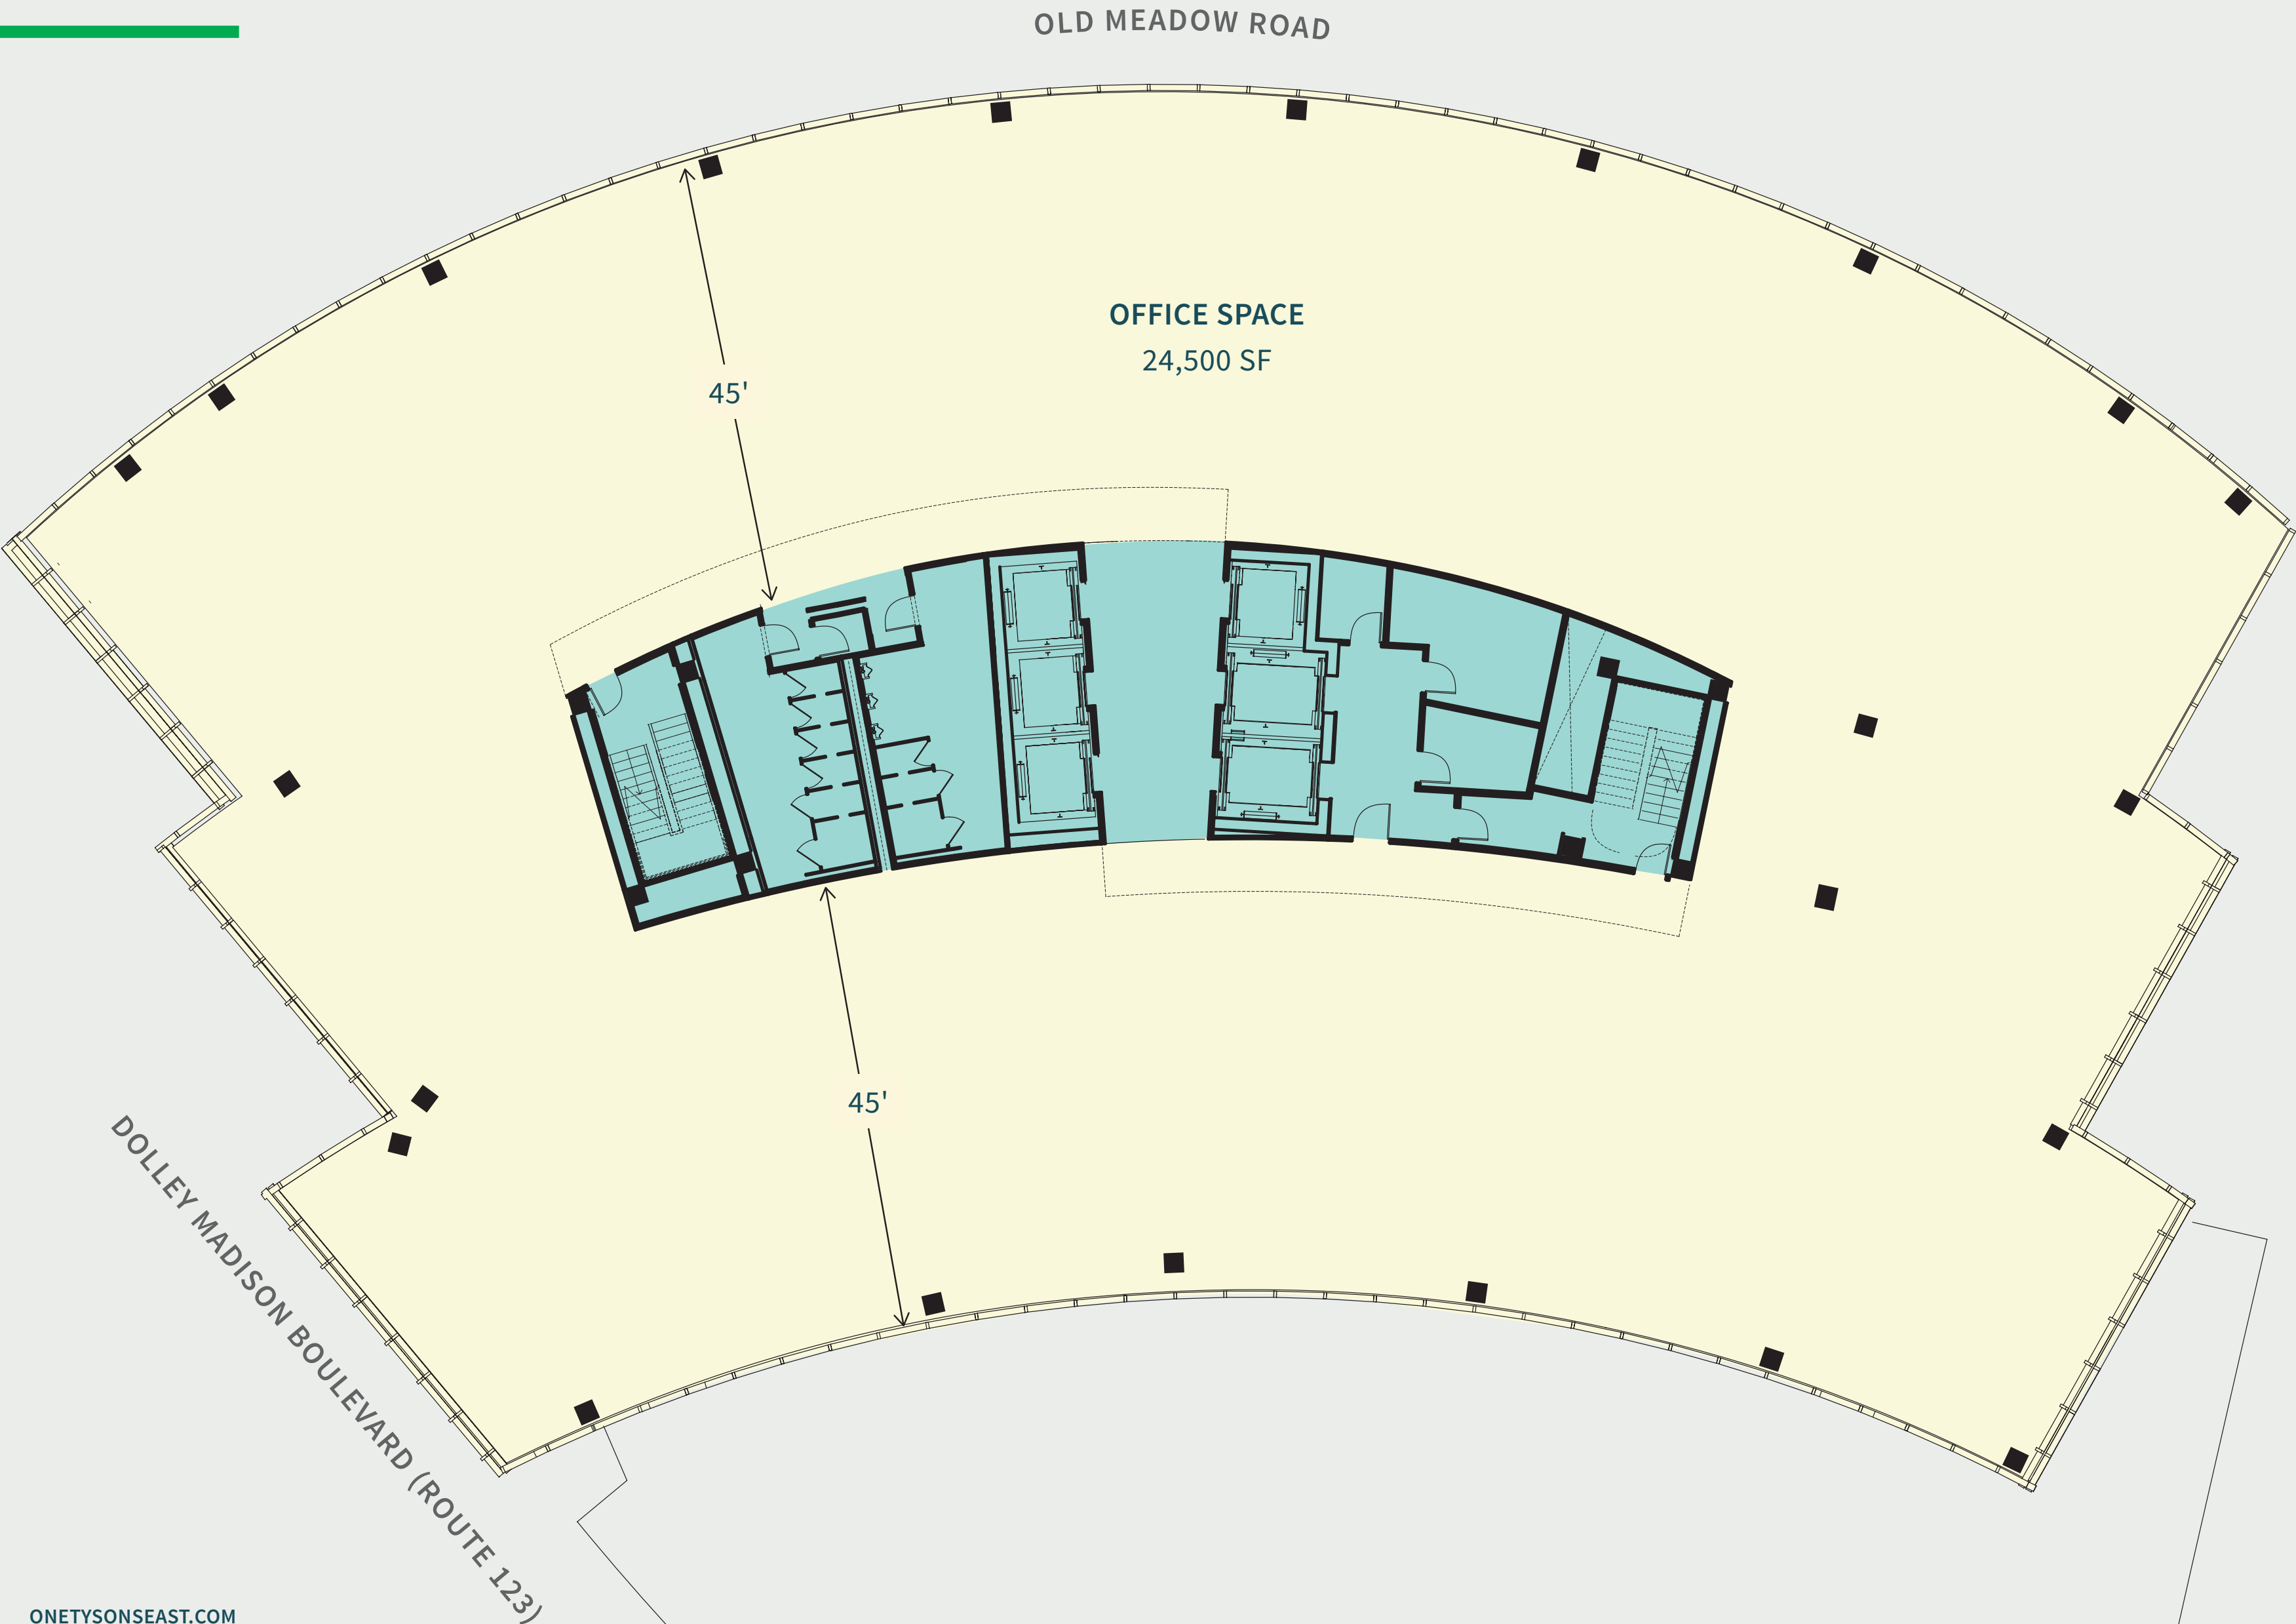 OLD MEADOW ROAD
OFFICE SPACE
24,500 SF
45'
45'
DOLLEY MADISON BOULEVARD (ROUTE 123)
ONETYSONSEAST.COM